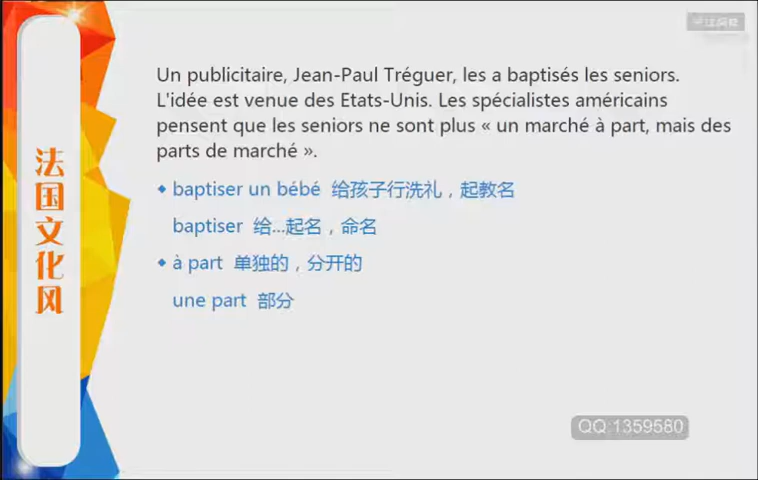 法国文化风
Un publicitaire, Jean-Paul Tréguer, les a baptisés les seniors.
L'idée est venue des Etats-Unis. Les spécialistes américains
pensent que les seniors ne sont plus « un marché à part, mais des
parts de marché ».
◆ baptiser un bébé 给孩子行洗礼，起教名
baptiser 给...起名，命名
◆ à part 单独的，分开的
une part 部分
QQ:1359580